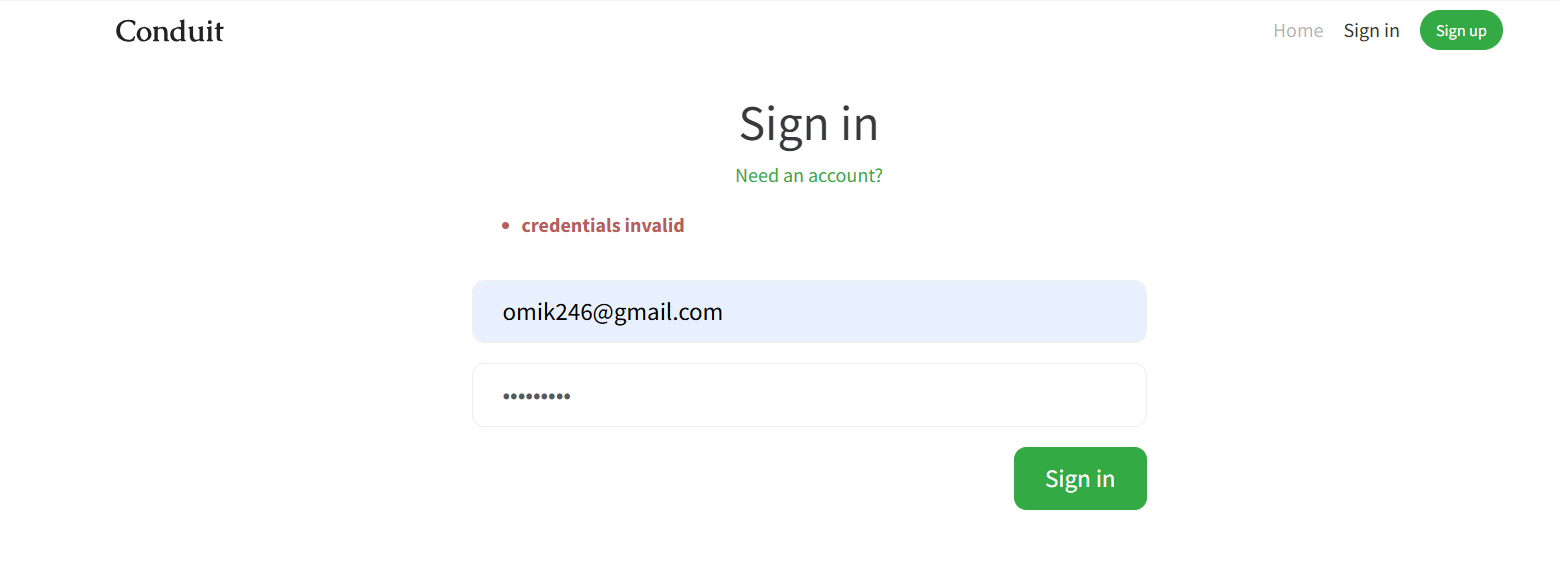 Conduit
Home Sign in Sign up
Sign in
Need an account?
• credentials invalid
omik246@gmail.com
•••••••••
Sign in